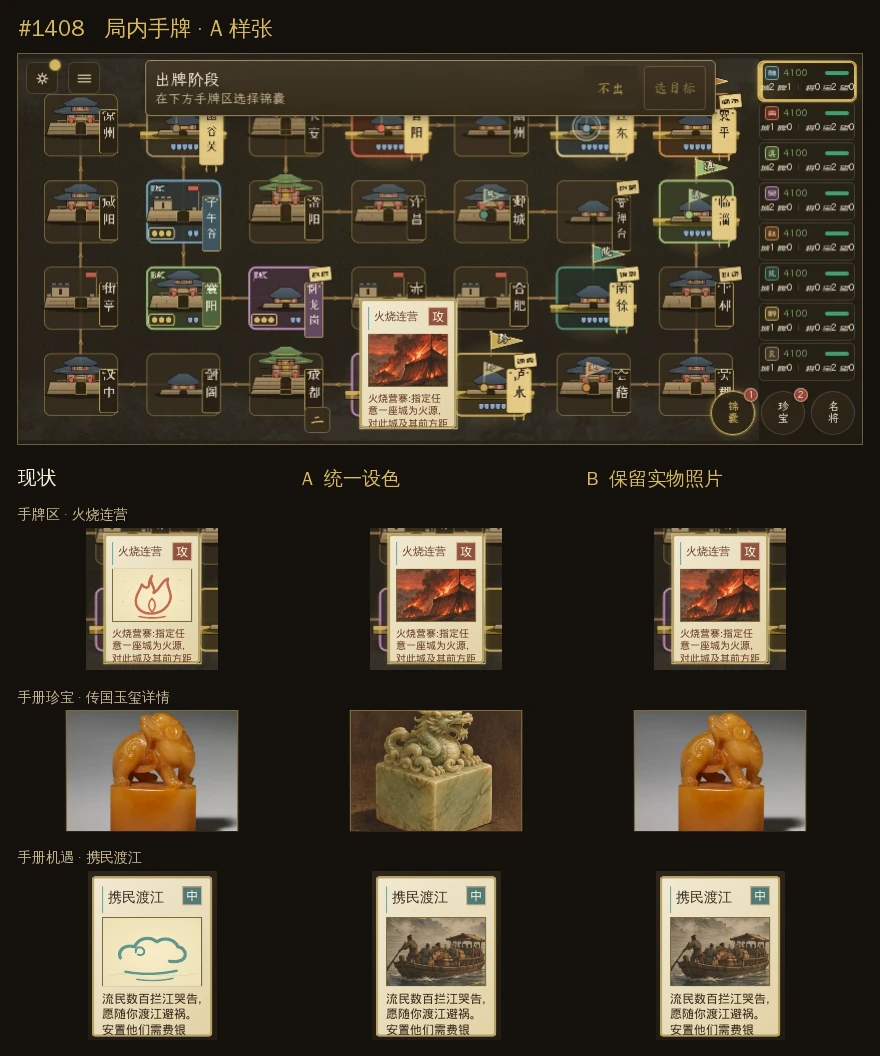 #1408 局内手牌 · A 样张
出牌阶段
在下方手牌区选择锦囊
不出
选目标
4100
4100
4100
4100
4100
4100
4100
4100
咸阳
子午谷
洛阳
许昌
邺城
临淄
街亭
襄阳
卧龙岗
合肥
南徐
汉中
剑阁
成都
泸水
二
火烧连营 攻
火烧营寨:指定任
意一座城为火源,
对此城及其前方距
锦囊 1
珍宝 2
名将
现状
A 统一设色
B 保留实物照片
手牌区 · 火烧连营
火烧连营 攻
火烧营寨:指定任
意一座城为火源,
对此城及其前方距
火烧连营 攻
火烧营寨:指定任
意一座城为火源,
对此城及其前方距
火烧连营 攻
火烧营寨:指定任
意一座城为火源,
对此城及其前方距
手册珍宝 · 传国玉玺详情
手册机遇 · 携民渡江
携民渡江 中
流民数百拦江哭告,
愿随你渡江避祸。
安置他们需费银
携民渡江 中
流民数百拦江哭告,
愿随你渡江避祸。
安置他们需费银
携民渡江 中
流民数百拦江哭告,
愿随你渡江避祸。
安置他们需费银